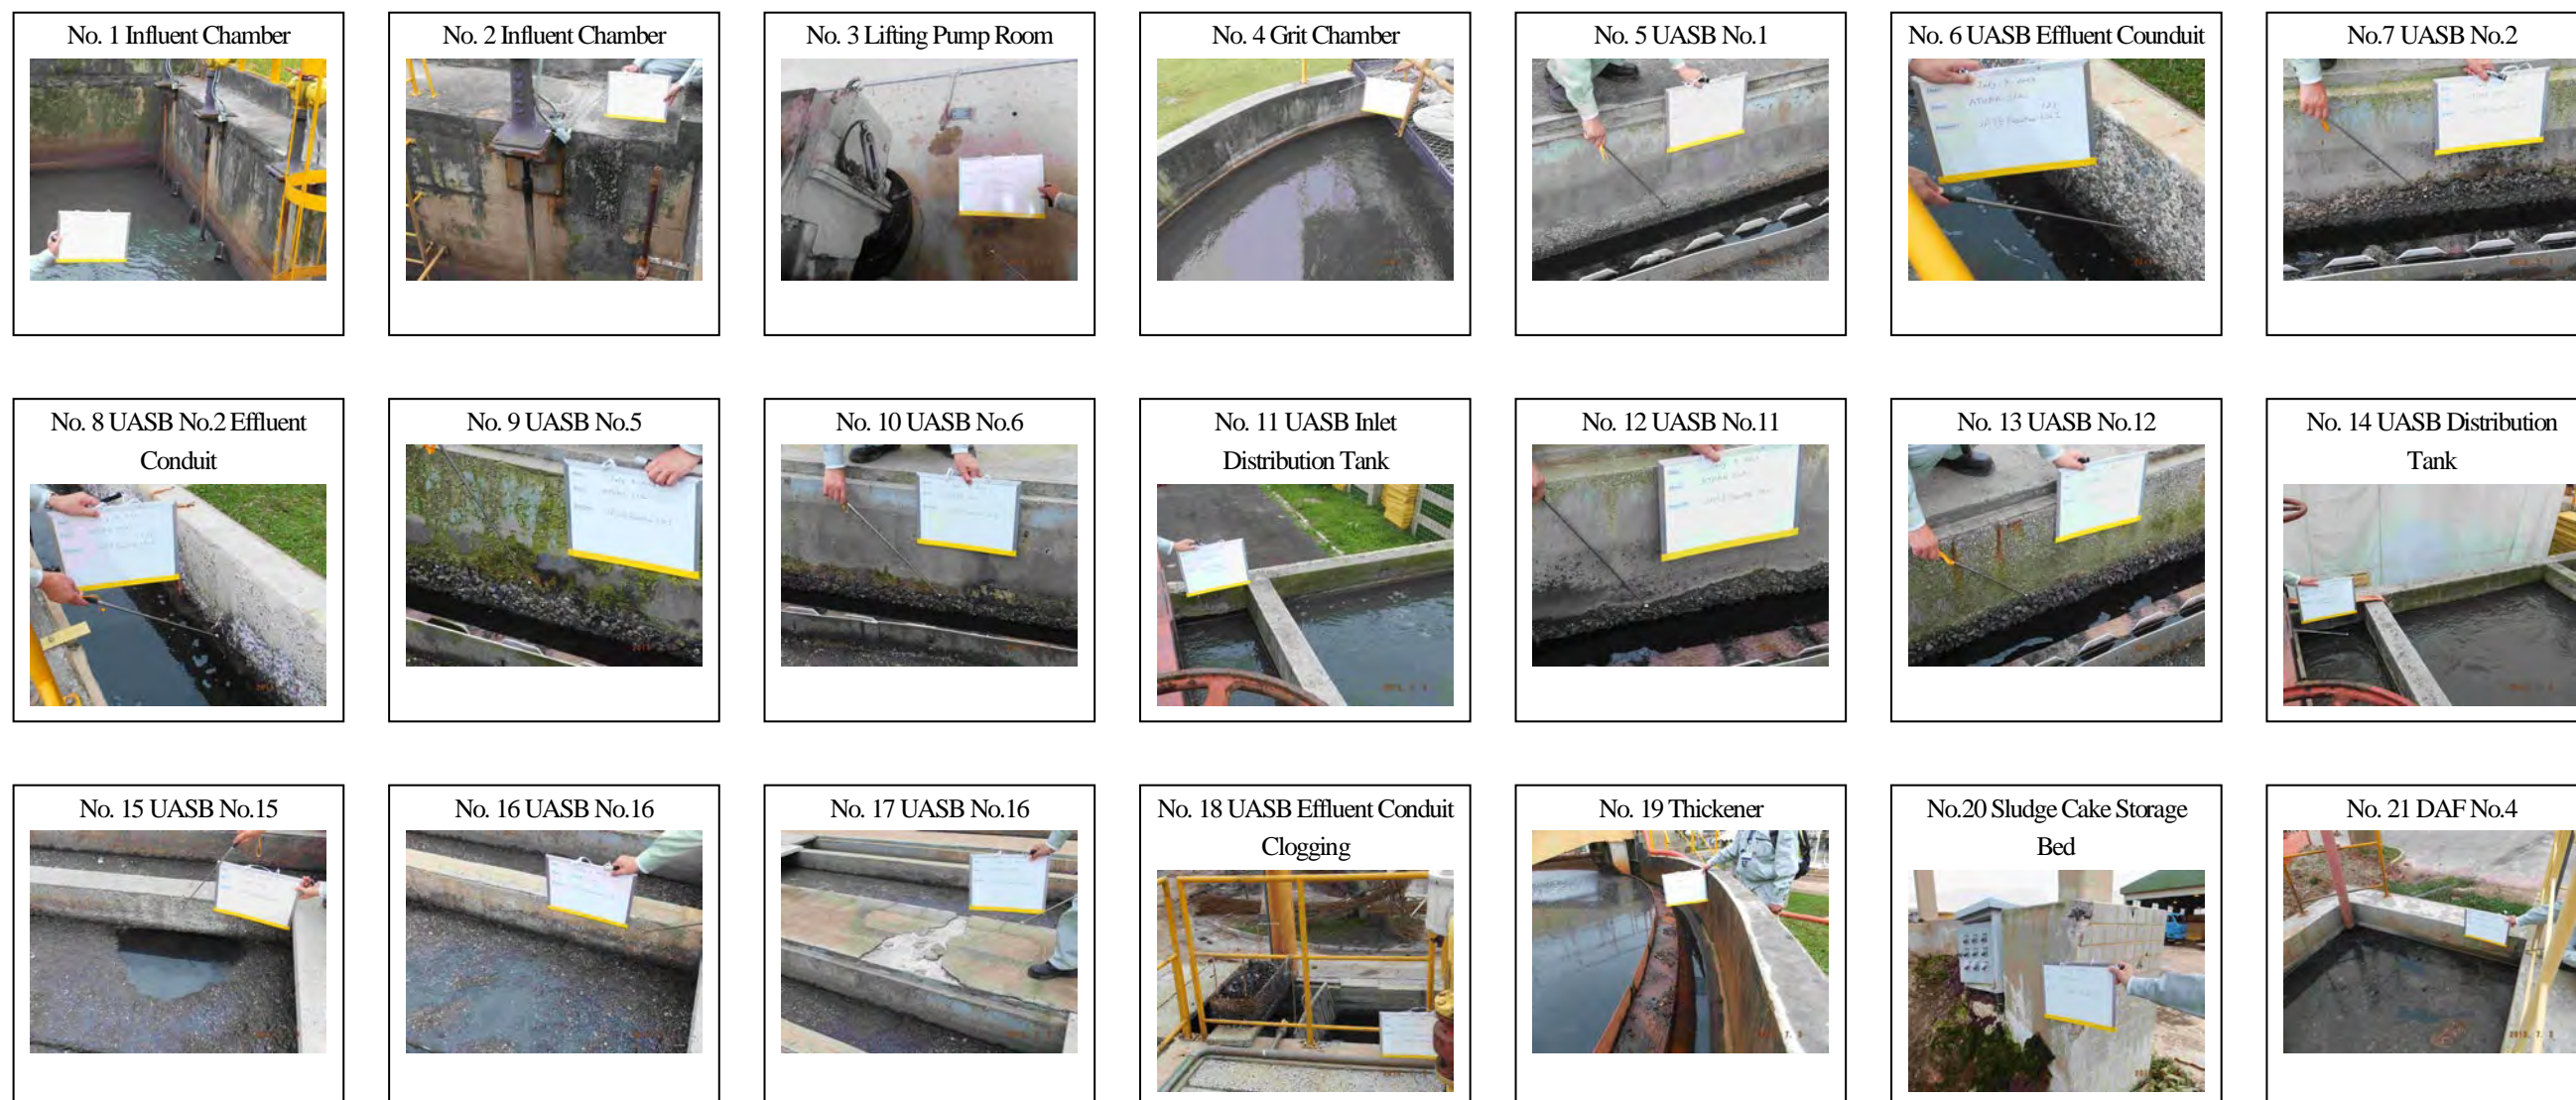 No. 1 Influent Chamber
No. 2 Influent Chamber
No. 3 Lifting Pump Room
No. 4 Grit Chamber
No. 5 UASB No.1
No. 6 UASB Effluent Counduit
No.7 UASB No.2
No. 8 UASB No.2 Effluent
Conduit
No. 9 UASB No.5
No. 10 UASB No.6
No. 11 UASB Inlet
Distribution Tank
No. 12 UASB No.11
No. 13 UASB No.12
No. 14 UASB Distribution
Tank
No. 15 UASB No.15
No. 16 UASB No.16
No. 17 UASB No.16
No. 18 UASB Effluent Conduit
Clogging
No. 19 Thickener
No.20 Sludge Cake Storage
Bed
No. 21 DAF No.4